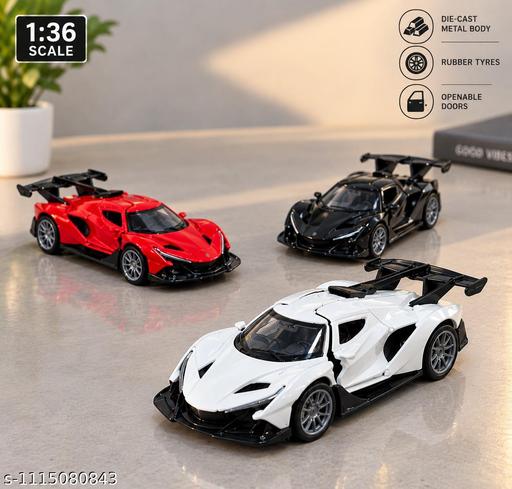 1:36
SCALE
DIE-CAST
METAL BODY
RUBBER TYRES
OPENABLE
DOORS
GOOD VIBES
s-1115080843